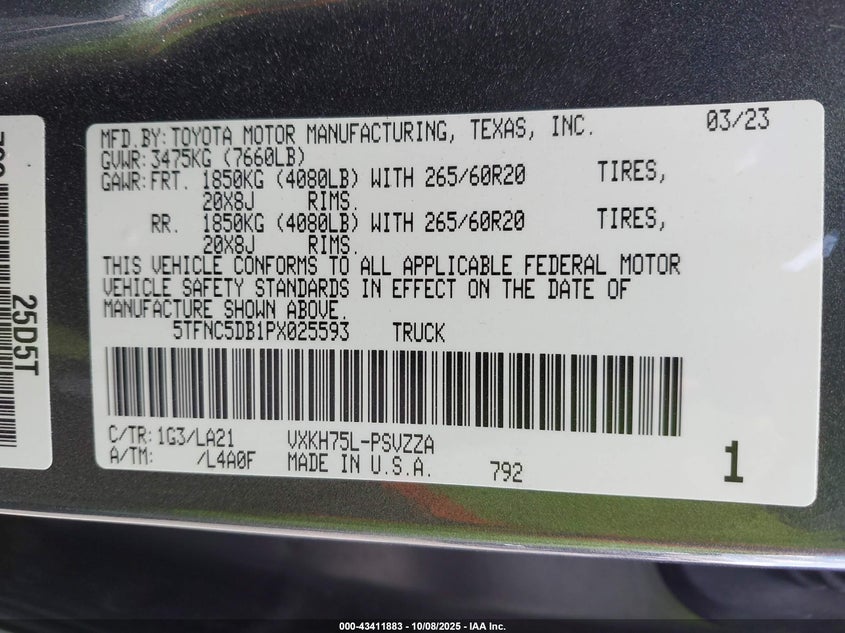 MFD.BY: TOYOTA MOTOR MANUFACTURING, TEXAS, INC. 03/23
GVWR: 3475KG (7660LB)
GAWR: FRT. 1850KG (4080LB) WITH 265/60R20 TIRES,
20X8J RIMS.
RR. 1850KG (4080LB) WITH 265/60R20 TIRES,
20X8J RIMS.
THIS VEHICLE CONFORMS TO ALL APPLICABLE FEDERAL MOTOR
VEHICLE SAFETY STANDARDS IN EFFECT ON THE DATE OF
MANUFACTURE SHOWN ABOVE.
5TFNC5DB1PX025593 TRUCK
C/TR: 1G3/LA21 VXKH75L-PSVZZA
A/TM: /L4A0F MADE IN U.S.A. 792 1
25D5T
000-43411883 - 10/08/2025 - IAA Inc.